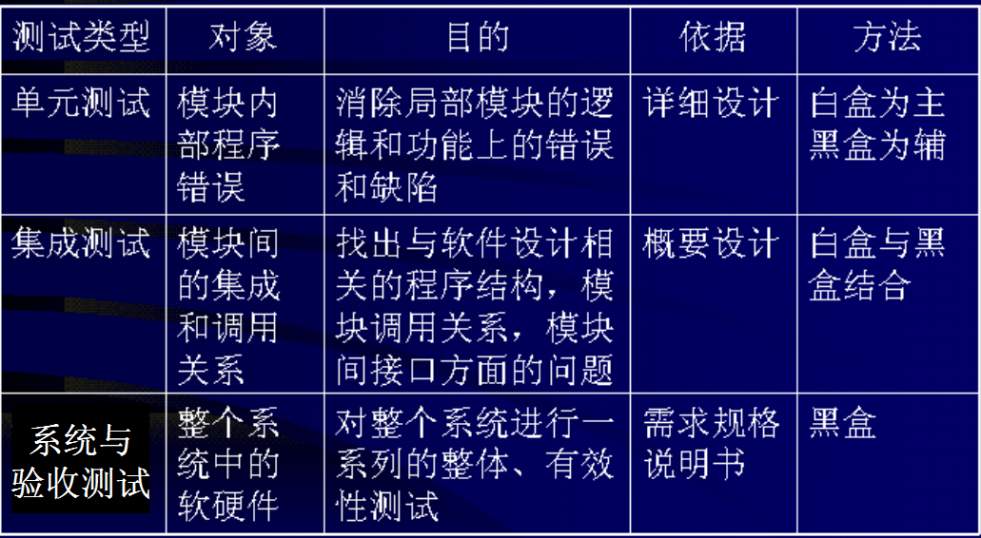 测试类型 对象 目的 依据 方法
单元测试 模块内 消除局部模块的逻 详细设计 白盒为主
部程序 辑和功能上的错误 黑盒为辅
错误 和缺陷
集成测试 模块间 找出与软件设计相 概要设计 白盒与黑
的集成 关的程序结构，模 盒结合
和调用 块调用关系，模块
关系 间接口方面的问题
系统与 整个系 对整个系统进行一 需求规格 黑盒
验收测试 统中的 系列的整体、有效 说明书
软硬件 性测试